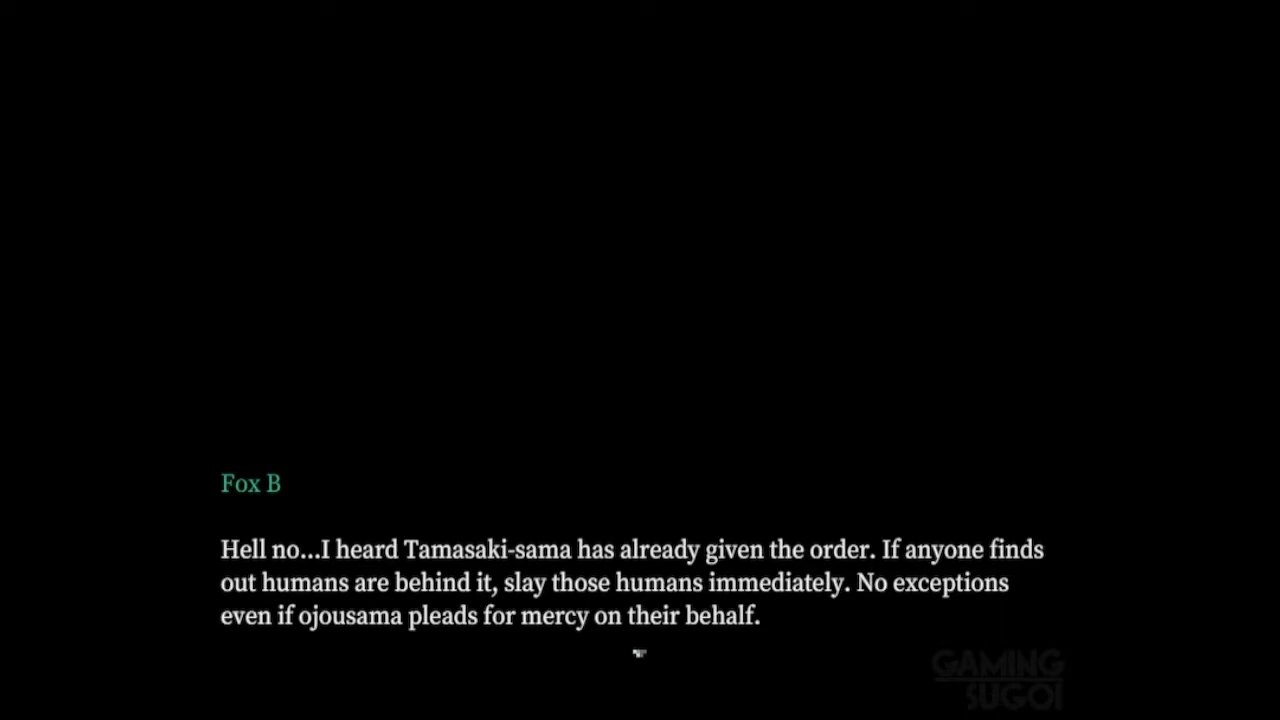 Fox B
Hell no...I heard Tamasaki-sama has already given the order. If anyone finds
out humans are behind it, slay those humans immediately. No exceptions
even if ojousama pleads for mercy on their behalf.
GAMING
SUGOI